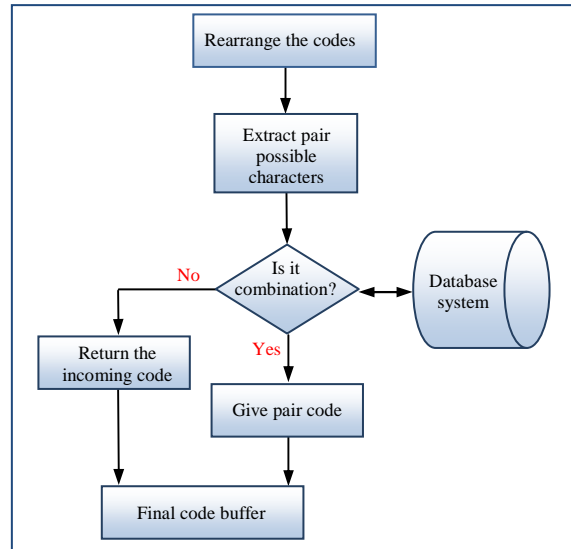 Rearrange the codes
Extract pair
possible
characters
Is it
combination?
Database
system
No
Yes
Return the
incoming code
Give pair code
Final code buffer